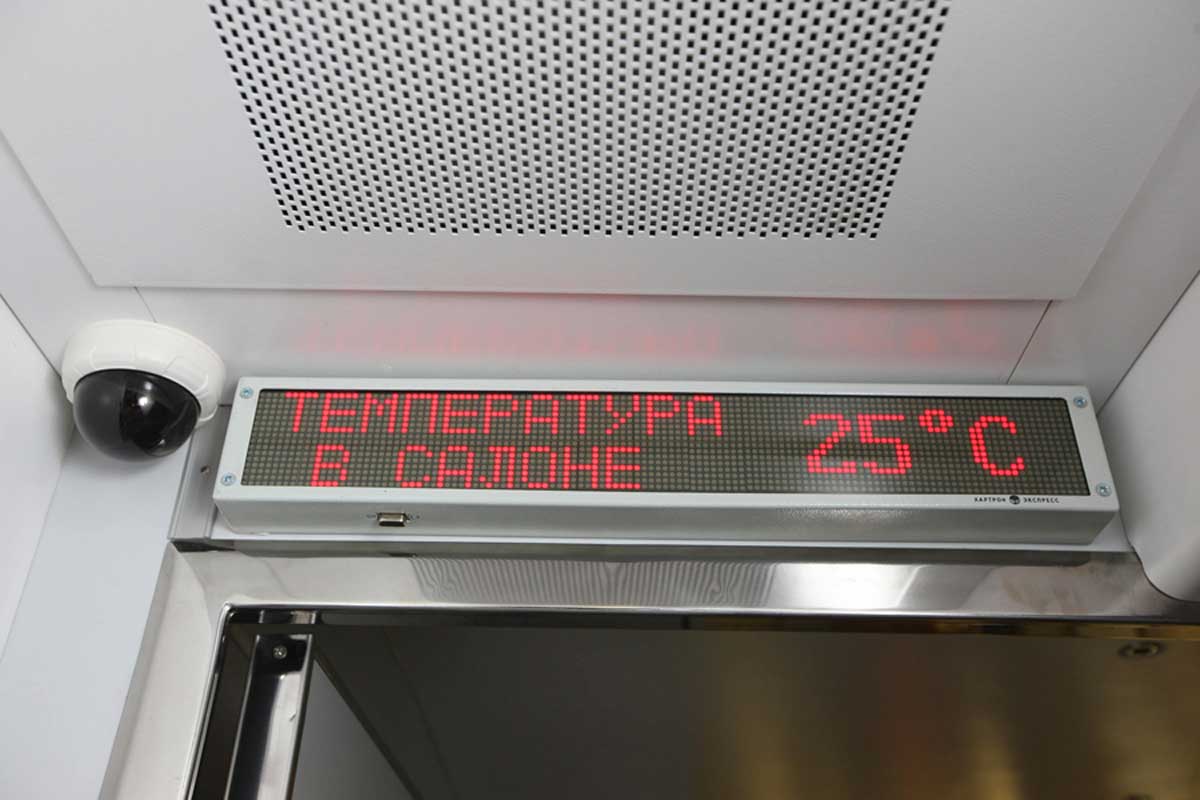 ТЕМПЕРАТУРА
В САЛОНЕ
25°C
ХАРТРОН ЭКСПРЕСС